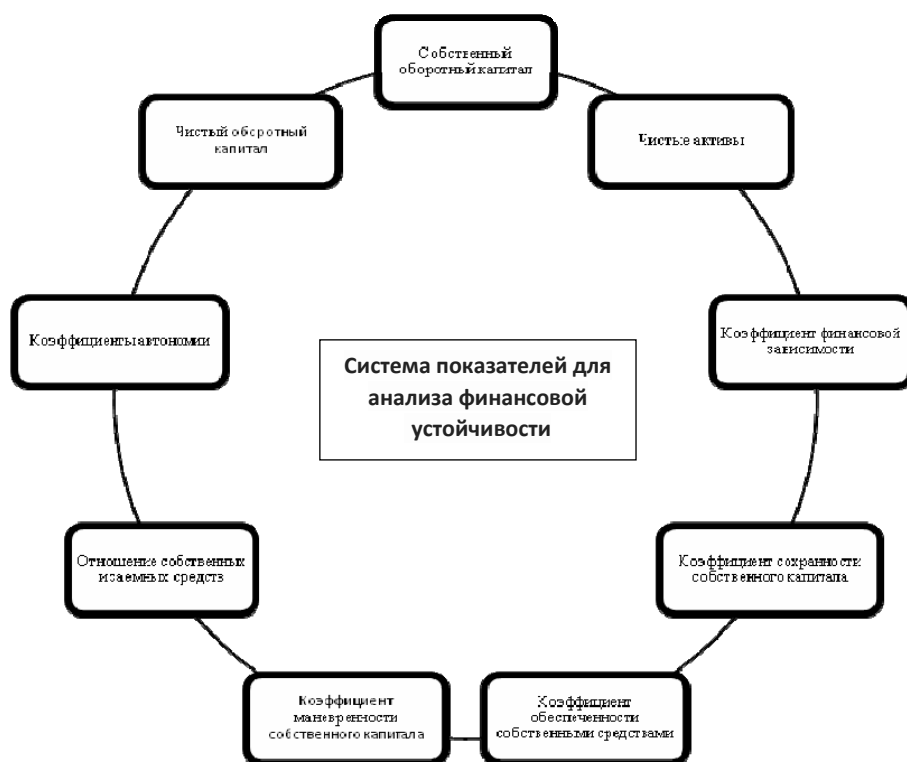 Собственный
оборотный капитал
Чистый оборотный
капитал
Чистые активы
Коэффициенты автономии
Коэффициент финансовой
зависимости
Система показателей для
анализа финансовой
устойчивости
Отношение собственных
и заемных средств
Коэффициент сохранности
собственного капитала
Коэффициент
маневренности
собственного капитала
Коэффициент
обеспеченности
собственными средствами